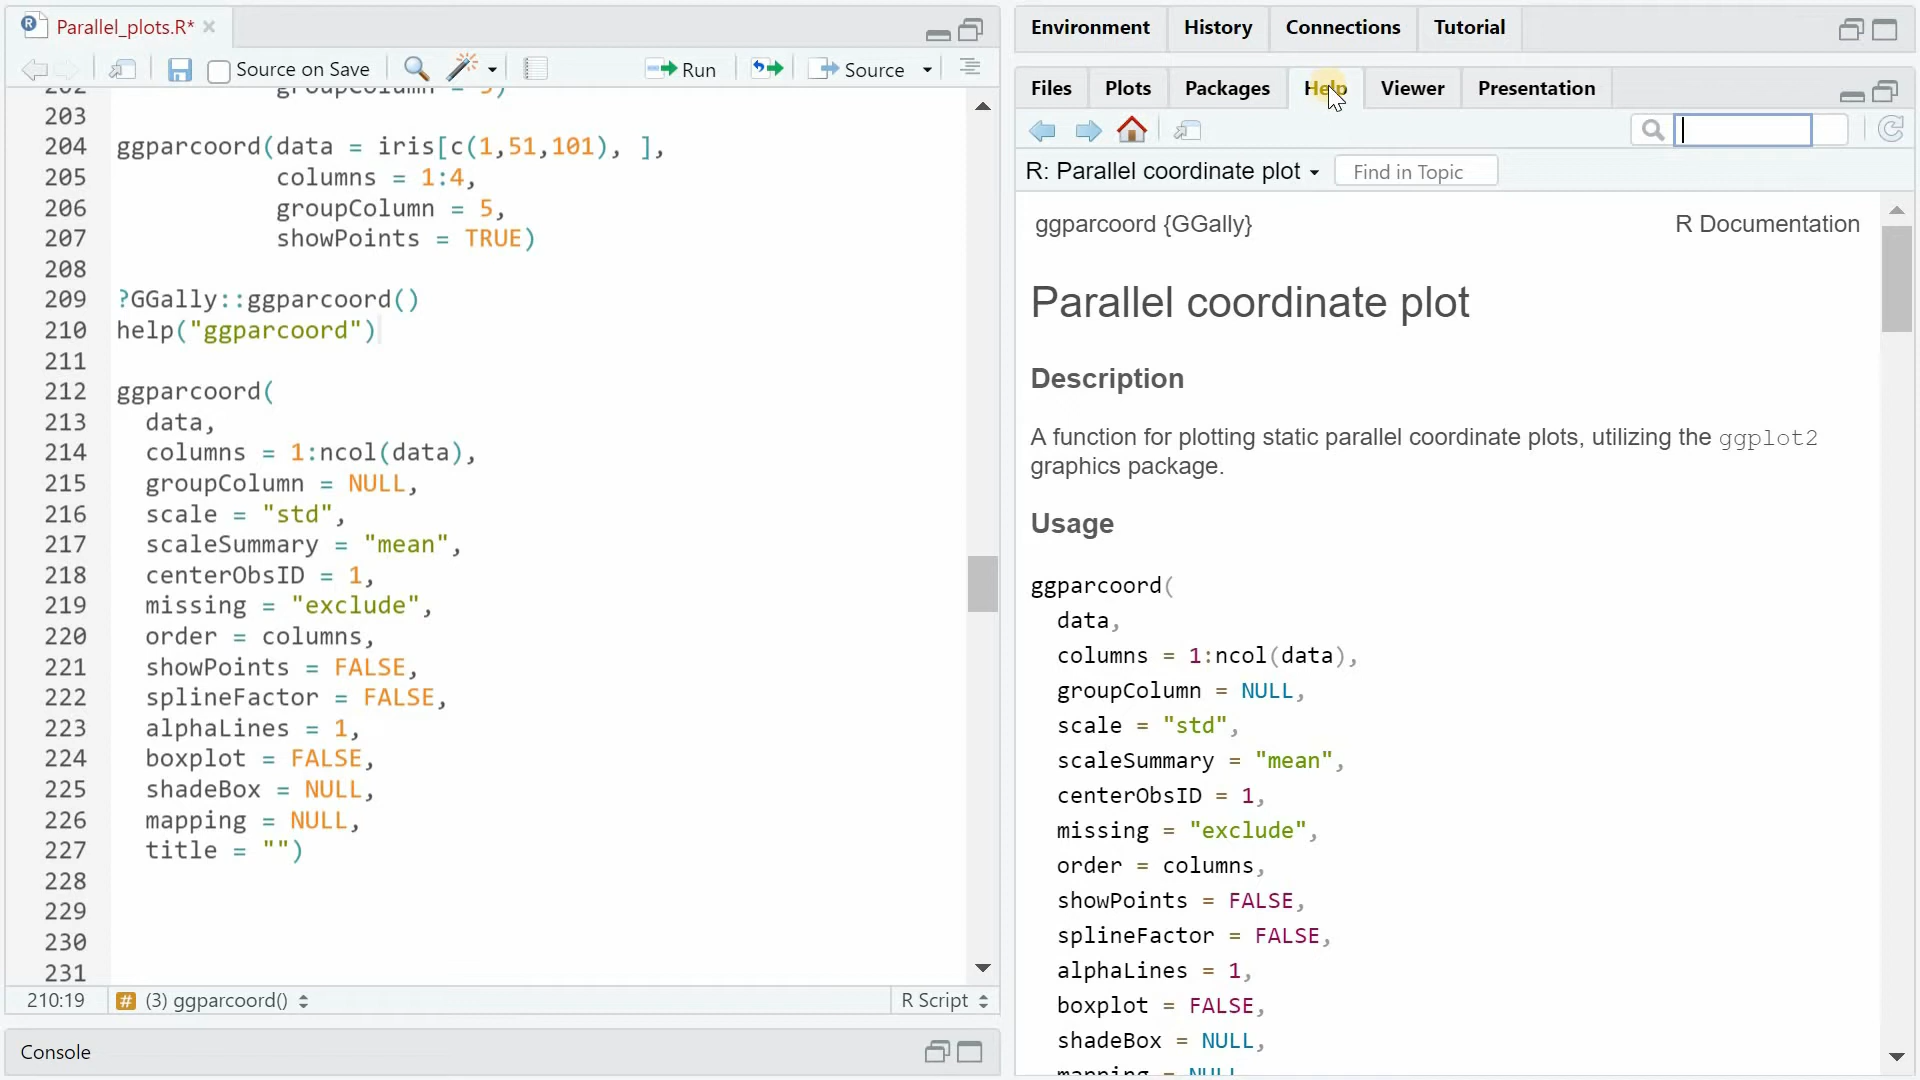 Parallel_plots.R*
Source on Save
Run
Source
groupColumn = 5)
203
204 ggparcoord(data = iris[c(1,51,101), ],
205 columns = 1:4,
206 groupColumn = 5,
207 showPoints = TRUE)
208
209 ?GGally::ggparcoord()
210 help("ggparcoord")
211
212 ggparcoord(
213 data,
214 columns = 1:ncol(data),
215 groupColumn = NULL,
216 scale = "std",
217 scaleSummary = "mean",
218 centerObsID = 1,
219 missing = "exclude",
220 order = columns,
221 showPoints = FALSE,
222 splineFactor = FALSE,
223 alphaLines = 1,
224 boxplot = FALSE,
225 shadeBox = NULL,
226 mapping = NULL,
227 title = "")
228
229
230
231
210:19 # (3) ggparcoord() R Script
Console
Environment History Connections Tutorial
Files Plots Packages Help Viewer Presentation
R: Parallel coordinate plot Find in Topic
ggparcoord {GGally} R Documentation
Parallel coordinate plot
Description
A function for plotting static parallel coordinate plots, utilizing the ggplot2
graphics package.
Usage
ggparcoord(
data,
columns = 1:ncol(data),
groupColumn = NULL,
scale = "std",
scaleSummary = "mean",
centerObsID = 1,
missing = "exclude",
order = columns,
showPoints = FALSE,
splineFactor = FALSE,
alphaLines = 1,
boxplot = FALSE,
shadeBox = NULL,
mapping = NULL,